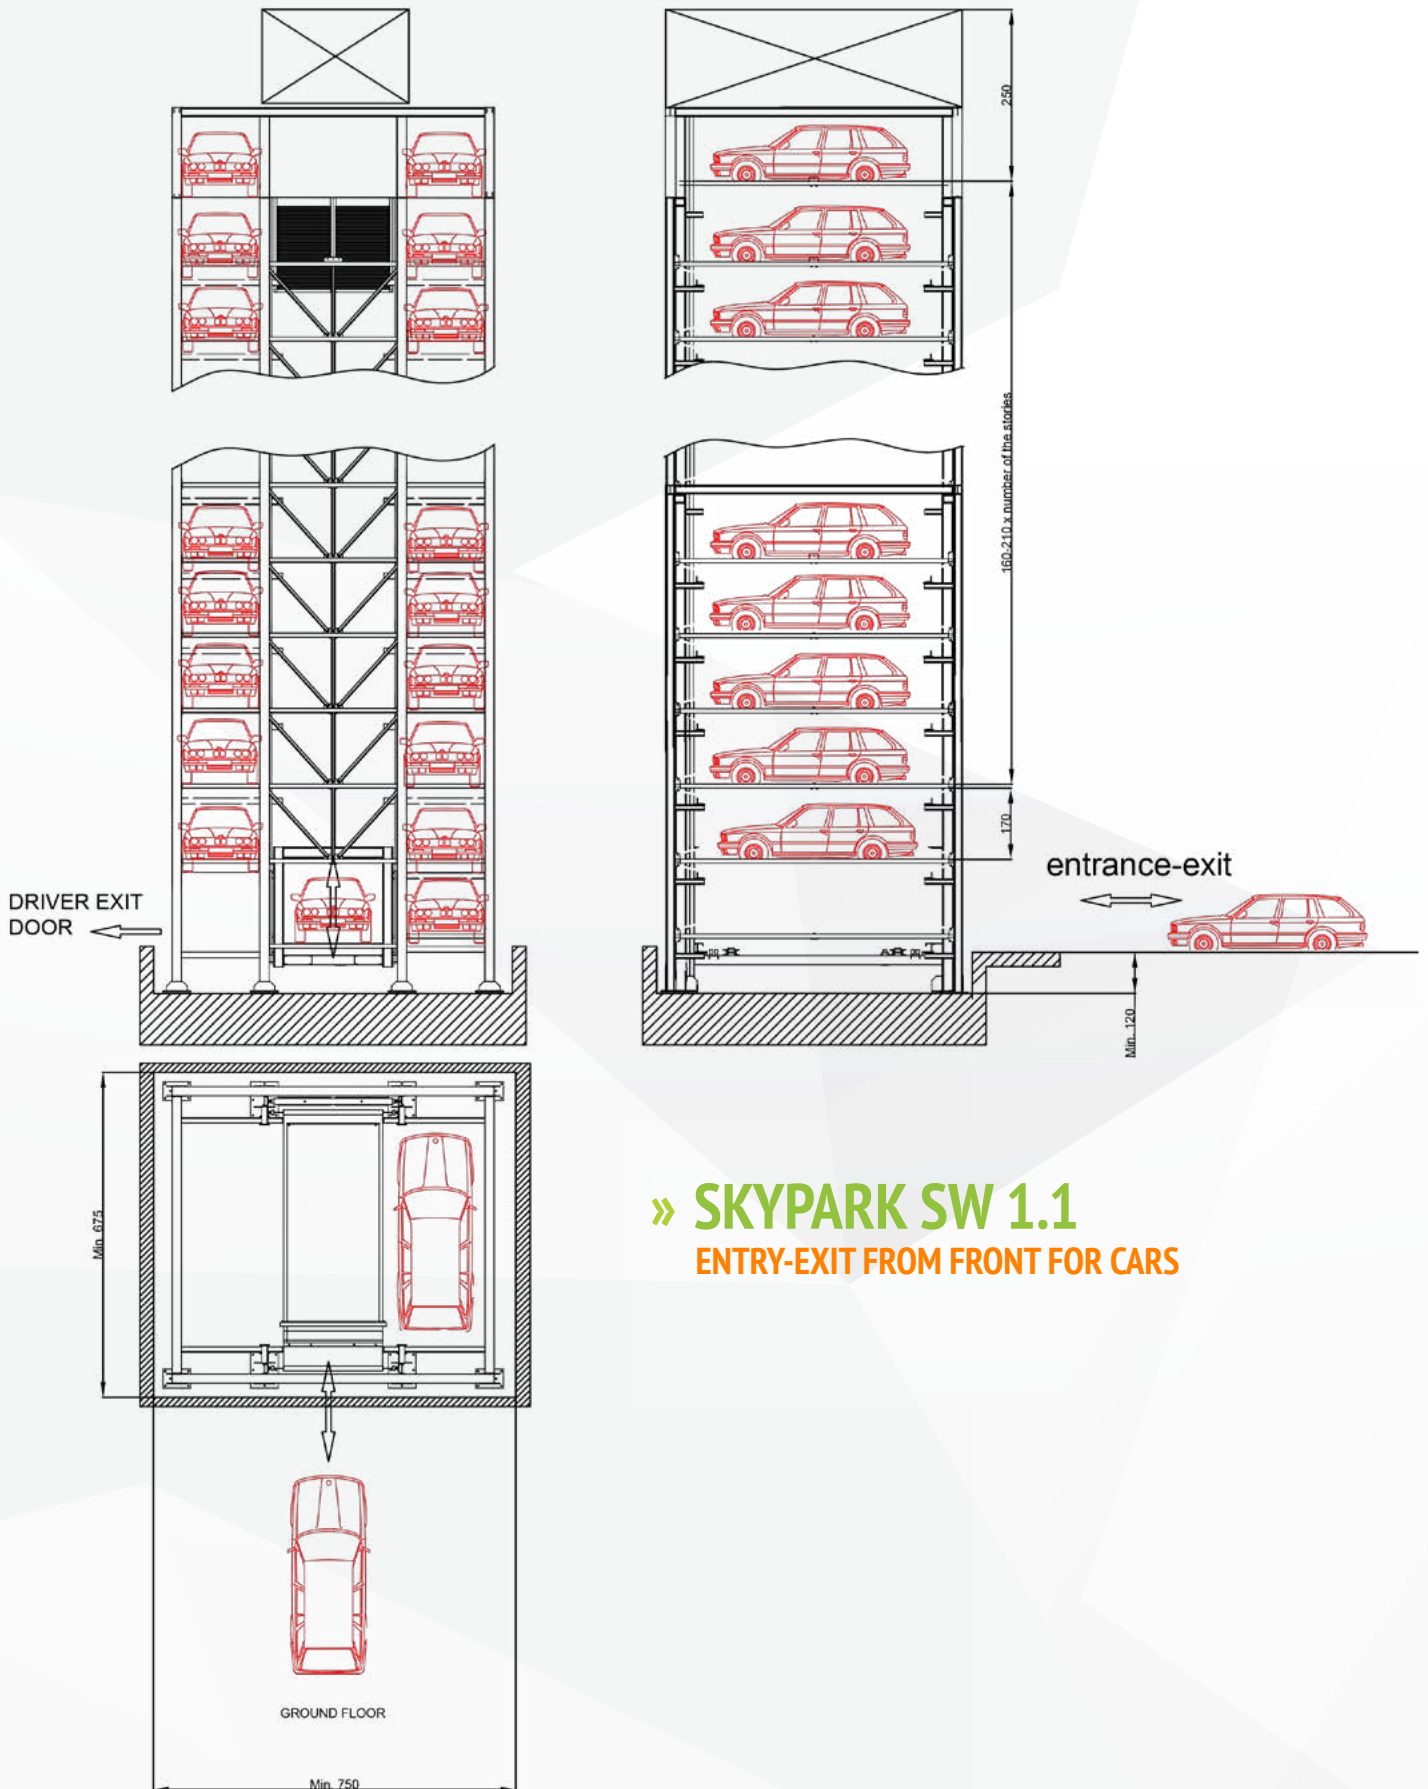 250
160-210 x number of the stories
170
entrance-exit
DRIVER EXIT
DOOR
Min. 120
Min. 675
» SKYPARK SW 1.1
ENTRY-EXIT FROM FRONT FOR CARS
GROUND FLOOR
Min. 750